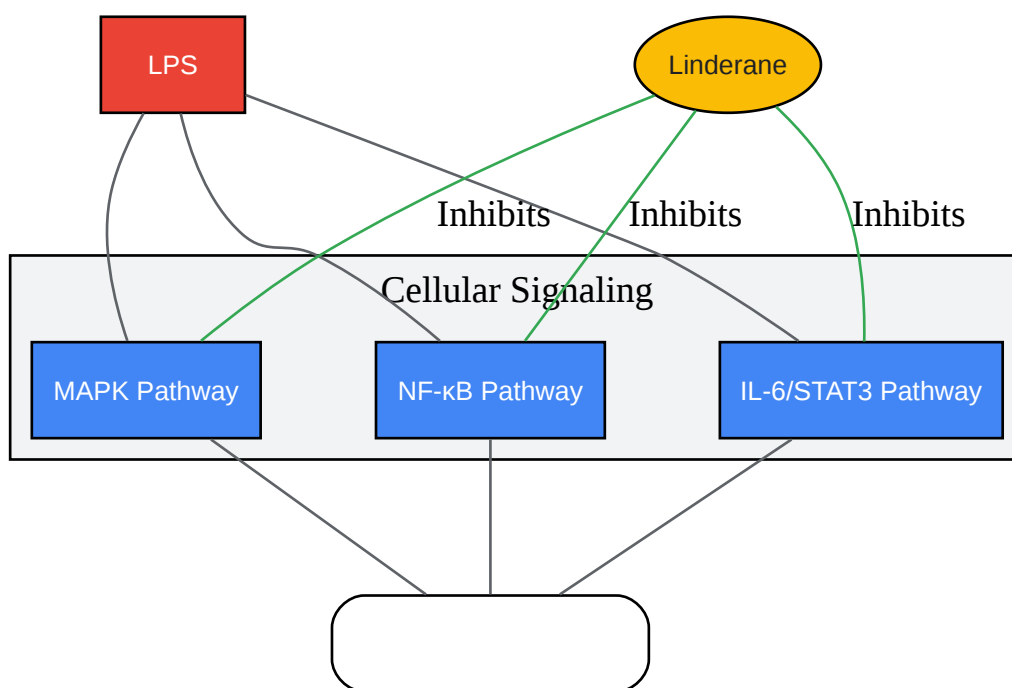 LPS
Linderane
Inhibits
Inhibits
Inhibits
Cellular Signaling
MAPK Pathway
NF-κB Pathway
IL-6/STAT3 Pathway